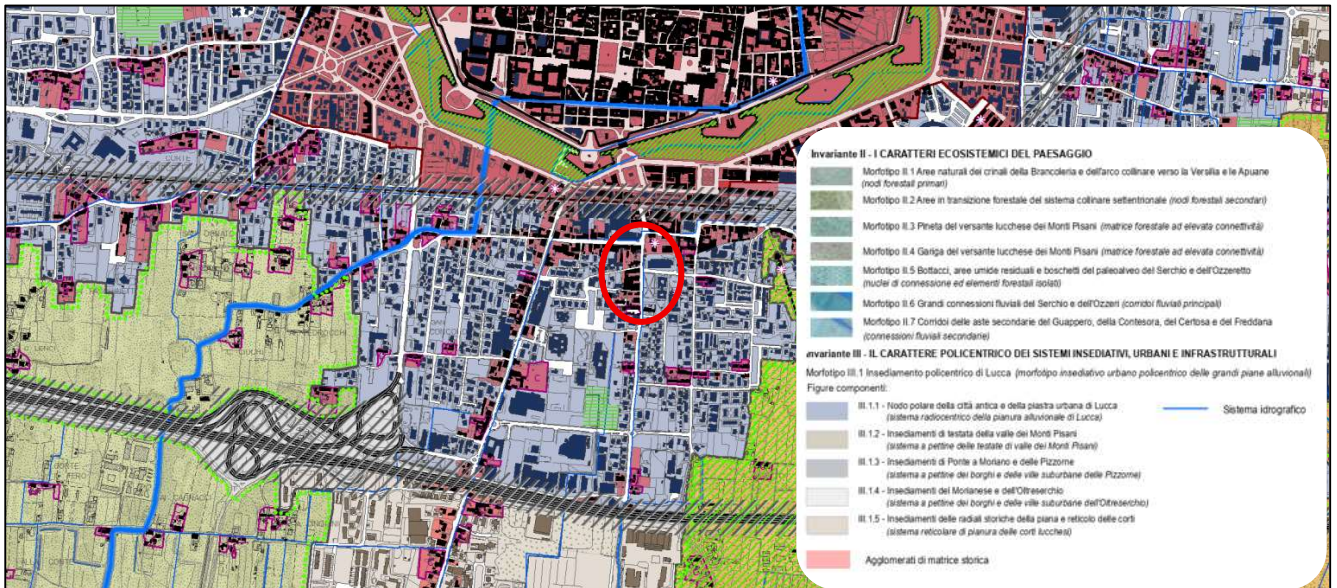 CORTE
C
Invariante II - I CARATTERI ECOSISTEMICI DEL PAESAGGIO
Morfotipo II.1 Aree naturali dei crinali della Brancoleria e dell'arco collinare verso la Versilia e le Apuane
(nodi forestali primari)
Morfotipo II.2 Aree in transizione forestale del sistema collinare settentrionale (nodi forestali secondari)
Morfotipo II.3 Pineta del versante lucchese dei Monti Pisani (matrice forestale ad elevata connettività)
Morfotipo II.4 Gariga del versante lucchese dei Monti Pisani (matrice forestale ad elevata connettività)
Morfotipo II.5 Bottacci, aree umide residuali e boschetti del paleoalveo del Serchio e dell'Ozzeretto
(nuclei di connessione ed elementi forestali isolati)
Morfotipo II.6 Grandi connessioni fluviali del Serchio e dell'Ozzeri (corridoi fluviali principali)
Morfotipo II.7 Corridoi delle aste secondarie del Guappero, della Contesora, del Certosa e del Freddana
(connessioni fluviali secondarie)
nvariante III - IL CARATTERE POLICENTRICO DEI SISTEMI INSEDIATIVI, URBANI E INFRASTRUTTURALI
Morfotipo III.1 Insediamento policentrico di Lucca (morfotipo insediativo urbano policentrico delle grandi piane alluvionali)
Figure componenti:
III.1.1 - Nodo polare della città antica e della piastra urbana di Lucca
(sistema radiocentrico della pianura alluvionale di Lucca)
Sistema idrografico
III.1.2 - Insediamenti di testata della valle dei Monti Pisani
(sistema a pettine delle testate di valle dei Monti Pisani)
III.1.3 - Insediamenti di Ponte a Moriano e delle Pizzorne
(sistema a pettine dei borghi e delle ville suburbane delle Pizzorne)
III.1.4 - Insediamenti del Morianese e dell'Oltreserchio
(sistema a pettine dei borghi e delle ville suburbane dell'Oltreserchio)
III.1.5 - Insediamenti delle radiali storiche della piana e reticolo delle corti
(sistema reticolare di pianura delle corti lucchesi)
Agglomerati di matrice storica